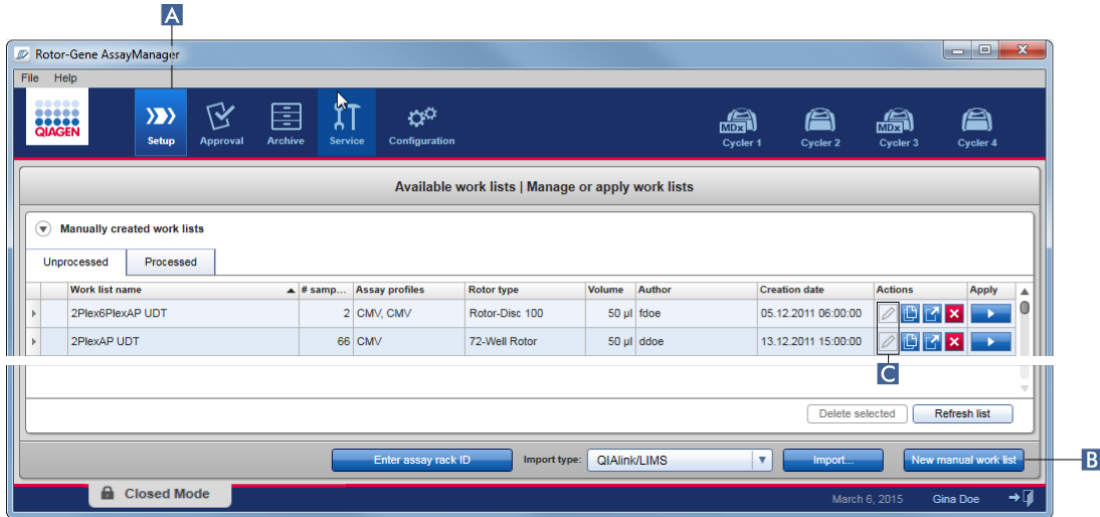 A
Rotor-Gene AssayManager
File Help
QIAGEN
Setup Approval Archive Service Configuration
MDx MDx
Cycler 1 Cycler 2 Cycler 3 Cycler 4
Available work lists | Manage or apply work lists
Manually created work lists
Unprocessed Processed
Work list name # samp... Assay profiles Rotor type Volume Author Creation date Actions Apply
2Plex6PlexAP UDT 2 CMV, CMV Rotor-Disc 100 50 µl fdoe 05.12.2011 06:00:00
2PlexAP UDT 66 CMV 72-Well Rotor 50 µl ddoe 13.12.2011 15:00:00
C
Delete selected Refresh list
Enter assay rack ID Import type: QIAlink/LIMS Import... New manual work list B
Closed Mode March 6, 2015 Gina Doe